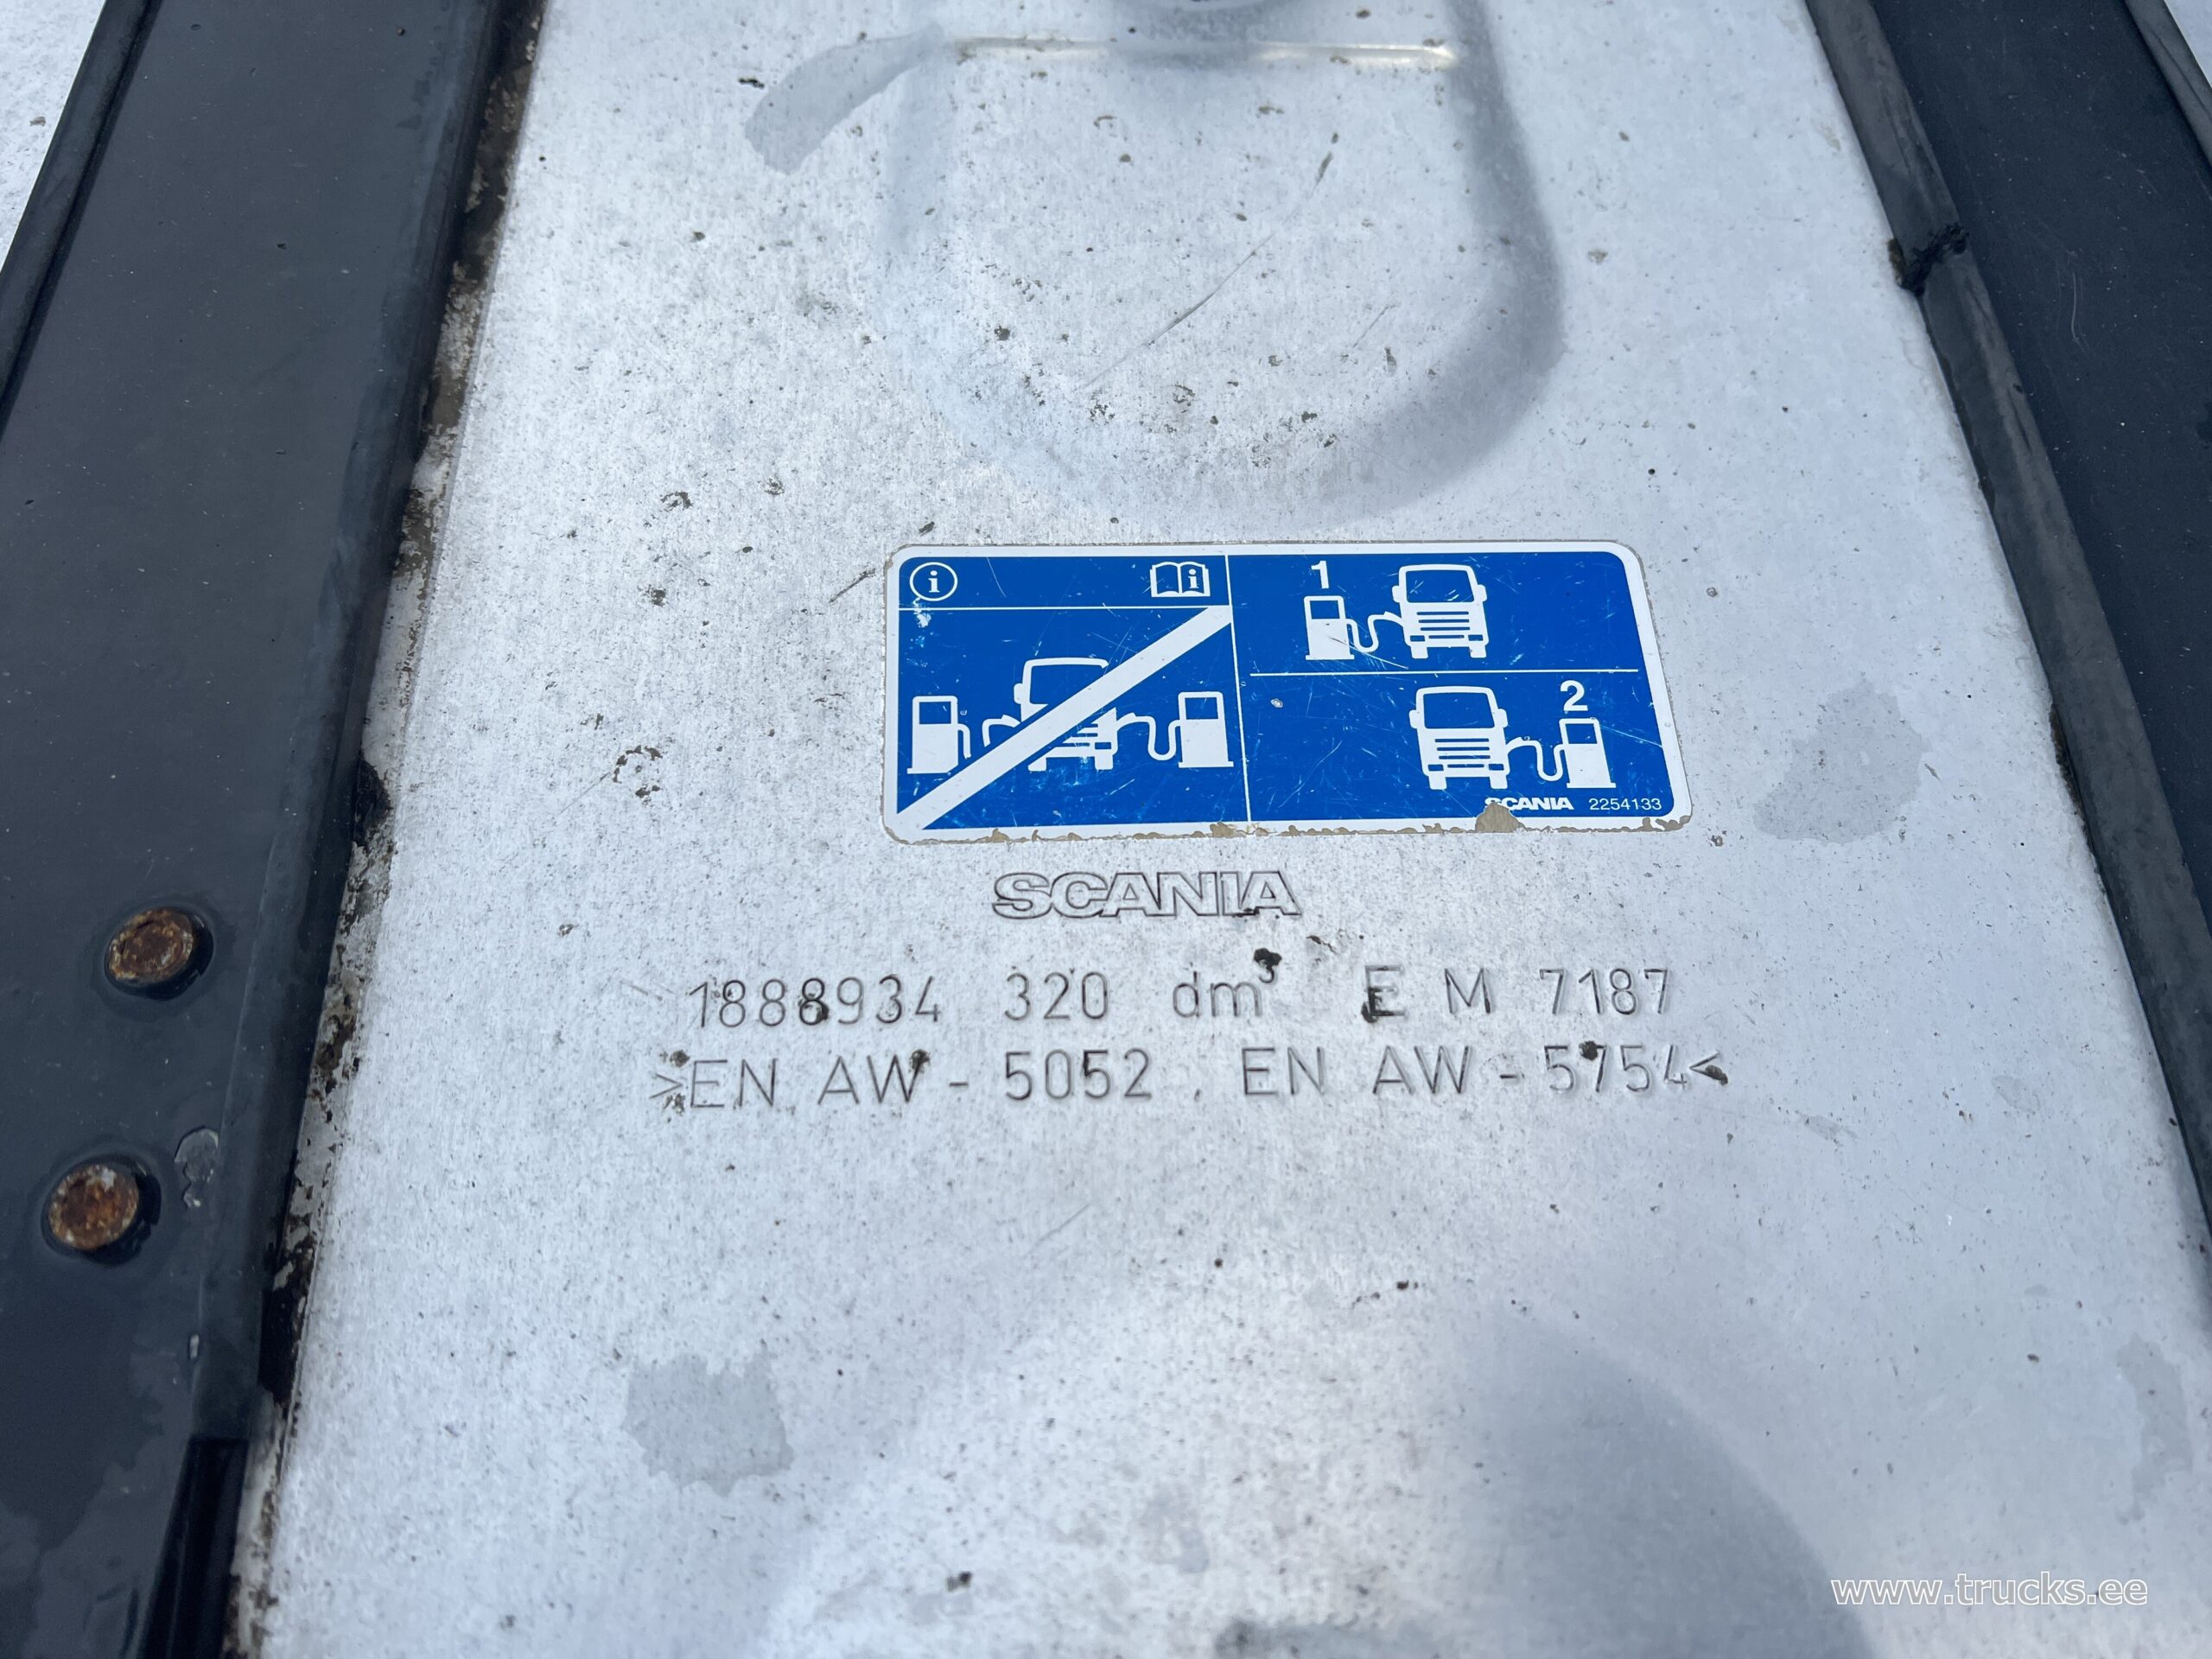 i
i
1
2
SCANIA 2254133
SCANIA
1888934 320 dm³ E M 7187
>EN AW - 5052 , EN AW - 5754<
www.trucks.ee